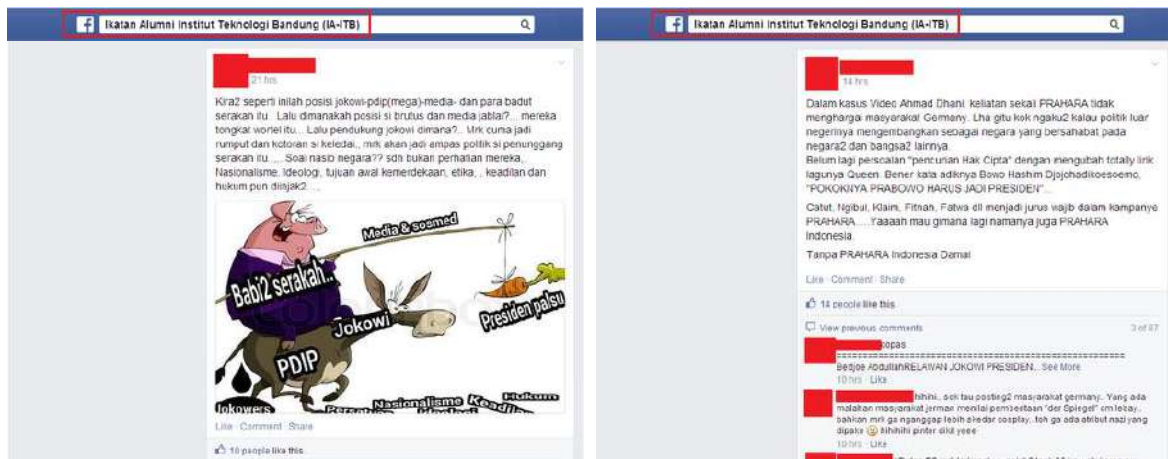 Ikatan Alumni Institut Teknologi Bandung (IA-ITB)
21 hrs
Kira2 seperti inilah posisi jokowi-pdip(mega)-media- dan para badut
serakah itu.. Lalu dimanakah posisi si brutus dan media jablai?... mereka
tongkat wortel itu... Lalu pendukung jokowi dimana?.. Mrk cuma jadi
rumput dan kotoran si keledai,, mrk akan jadi ampas politik si penunggang
serakah itu..... Soal nasib negara?? sdh bukan perhatian mereka,
Nasionalisme, Ideologi, tujuan awal kemerdekaan, etika, , keadilan dan
hukum pun diinjak2.....
Media & sosmed
Babi2 serakah..
Presiden palsu
Jokowi
PDIP
Hukum
Nasionalisme Keadilan
Jokowers
Like · Comment · Share
10 people like this.
Ikatan Alumni Institut Teknologi Bandung (IA-ITB)
14 hrs
Dalam kasus Video Ahmad Dhani, keliatan sekali PRAHARA tidak
menghargai masyarakat Germany. Lha gitu kok ngaku2 kalau politik luar
negerinya mengembangkan sebagai negara yang bersahabat pada
negara2 dan bangsa2 lainnya.
Belum lagi persoalan "pencurian Hak Cipta" dengan mengubah totally lirik
lagunya Queen. Bener kata adiknya Bowo Hashim Djojohadikoesoemo,
"POKOKNYA PRABOWO HARUS JADI PRESIDEN"...
Catut, Ngibul, Klaim, Fitnah, Fatwa dll menjadi jurus wajib dalam kampanye
PRAHARA.....Yaaaah mau gimana lagi namanya juga PRAHARA
Indonesia
Tanpa PRAHARA Indonesia Damai
Like · Comment · Share
14 people like this.
View previous comments 3 of 87
copas
==========================================================
Bedjoe AbdullahRELAWAN JOKOWI PRESIDEN... See More
10 hrs · Like
hihihi.. sok tau posting2 masyarakat germany.. Yang ada
malahan masyarakat jerman menilai pemberitaan "der Spiegel" cm lebay,
bahkan mrk ga nganggap lebih skedar cosplay,. toh ga ada atribut nazi yang
dipake hihihihi pinter dikit yeee
10 hrs · Like